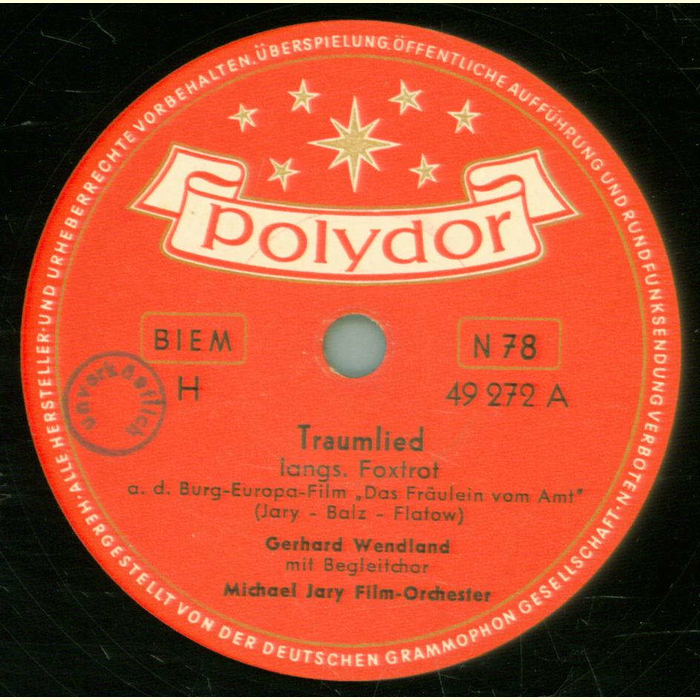 ALLE HERSTELLER- UND URHEBERRECHTE VORBEHALTEN. ÜBERSPIELUNG, ÖFFENTLICHE AUFFÜHRUNG UND RUNDFUNKSENDUNG VERBOTEN.
polydor
BIEM
N 78
H
49 272 A
unverkäuflich
Traumlied
langs. Foxtrot
a. d. Burg-Europa-Film „Das Fräulein vom Amt"
(Jary - Balz - Flatow)
Gerhard Wendland
mit Begleitchor
Michael Jary Film-Orchester
HERGESTELLT VON DER DEUTSCHEN GRAMMOPHON GESELLSCHAFT